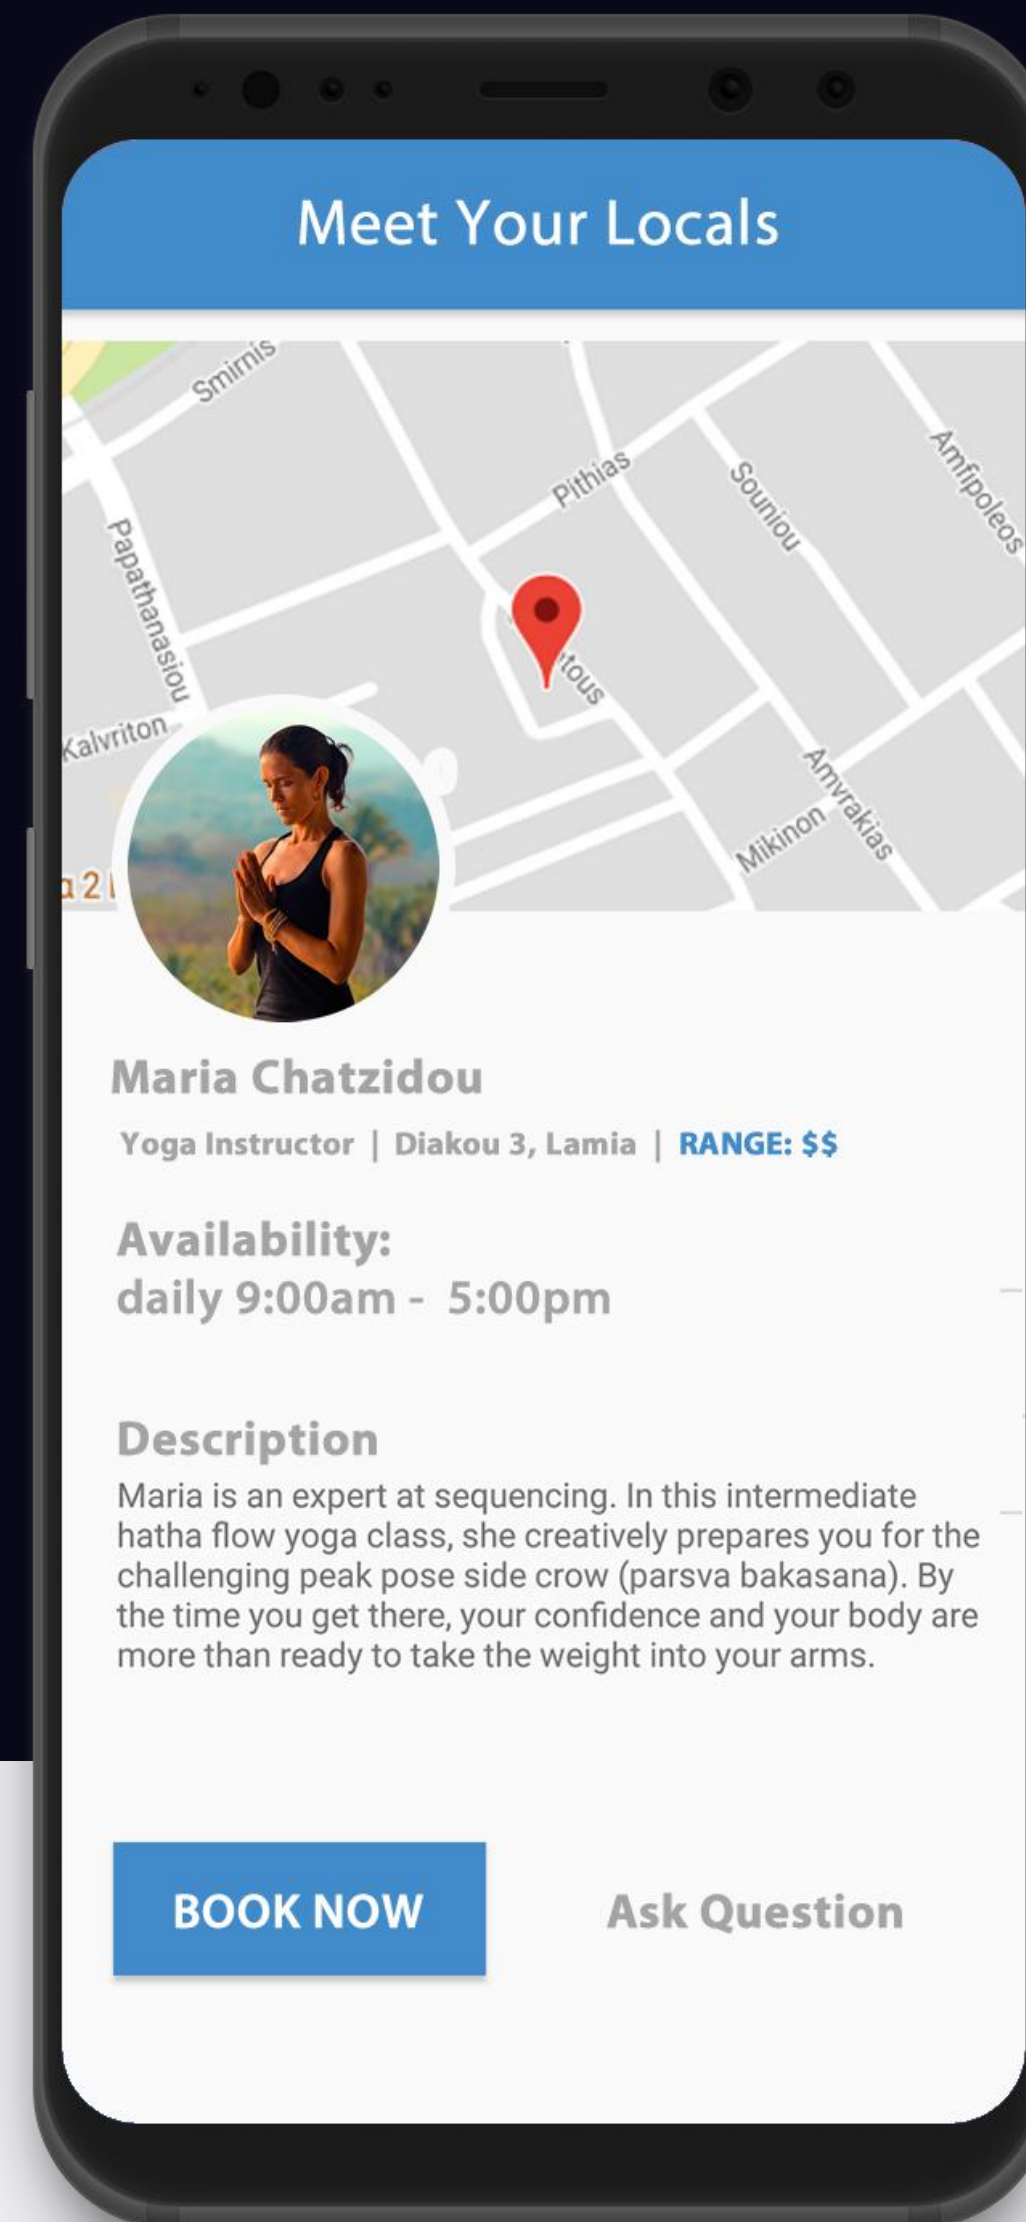 Meet Your Locals
Smirnis
Pithias
Souniou
Amfipoleos
Papathanasiou
Kalvriton
Amvrakias
Mikinon
Maria Chatzidou
Yoga Instructor | Diakou 3, Lamia | RANGE: $$
Availability:
daily 9:00am - 5:00pm
Description
Maria is an expert at sequencing. In this intermediate
hatha flow yoga class, she creatively prepares you for the
challenging peak pose side crow (parsva bakasana). By
the time you get there, your confidence and your body are
more than ready to take the weight into your arms.
BOOK NOW
Ask Question